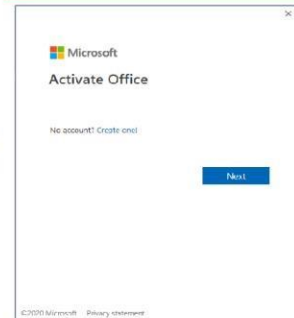 Microsoft
Activate Office
No account? Create one!
Next
©2020 Microsoft Privacy statement